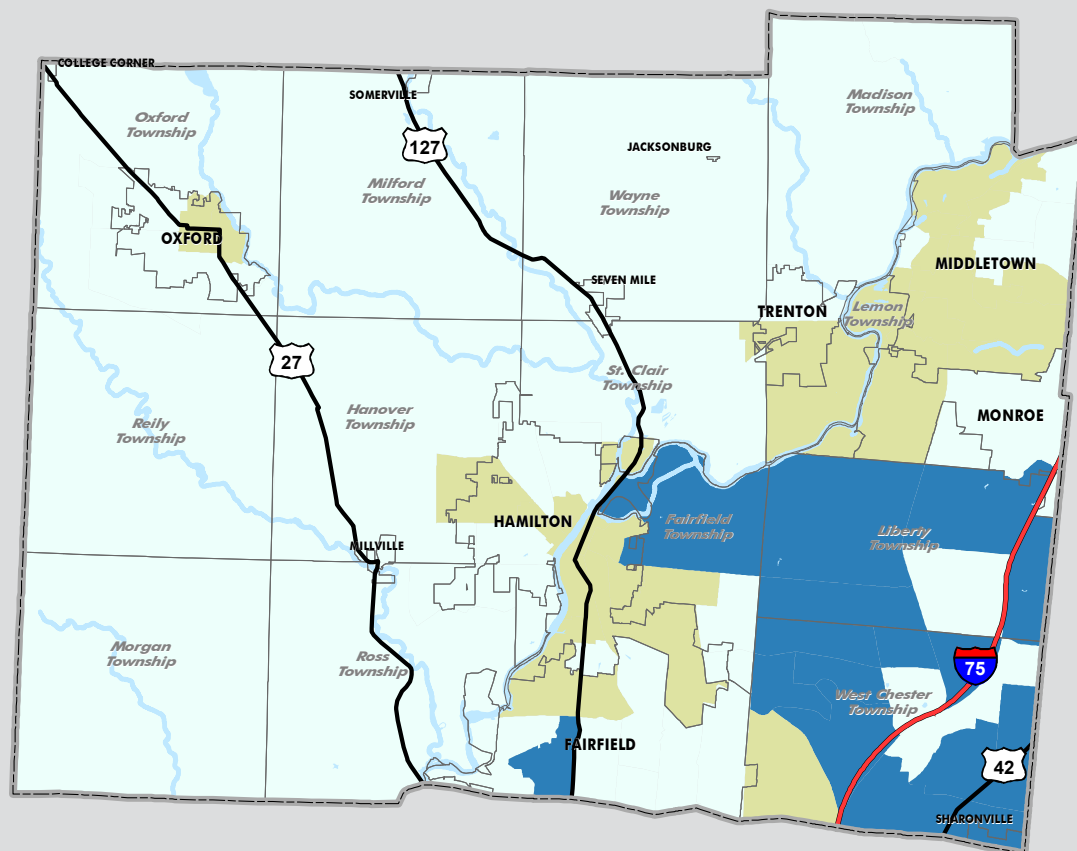 COLLEGE CORNER
SOMERVILLE
Madison
Township
Oxford
Township
127
JACKSONBURG
Milford
Township
Wayne
Township
OXFORD
MIDDLETOWN
SEVEN MILE
TRENTON
Lemon
Township
27
St. Clair
Township
Reily
Township
Hanover
Township
MONROE
HAMILTON
Fairfield
Township
Liberty
Township
MILLVILLE
Morgan
Township
Ross
Township
75
West Chester
Township
FAIRFIELD
42
SHARONVILLE